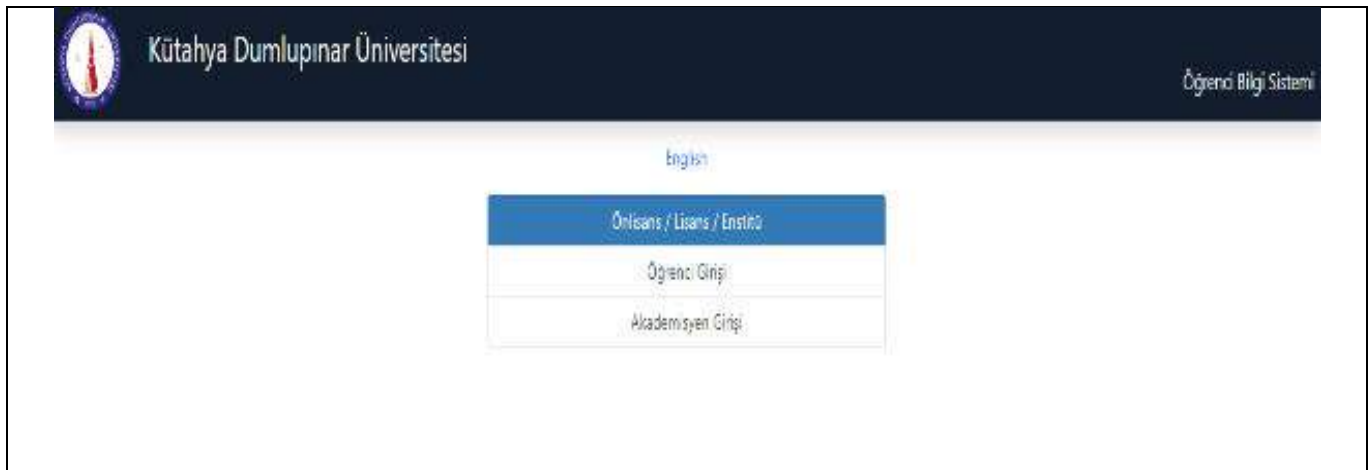 Kütahya Dumlupınar Üniversitesi
Öğrenci Bilgi Sistemi
English
Önlisans / Lisans / Enstitü
Öğrenci Girişi
Akademisyen Girişi